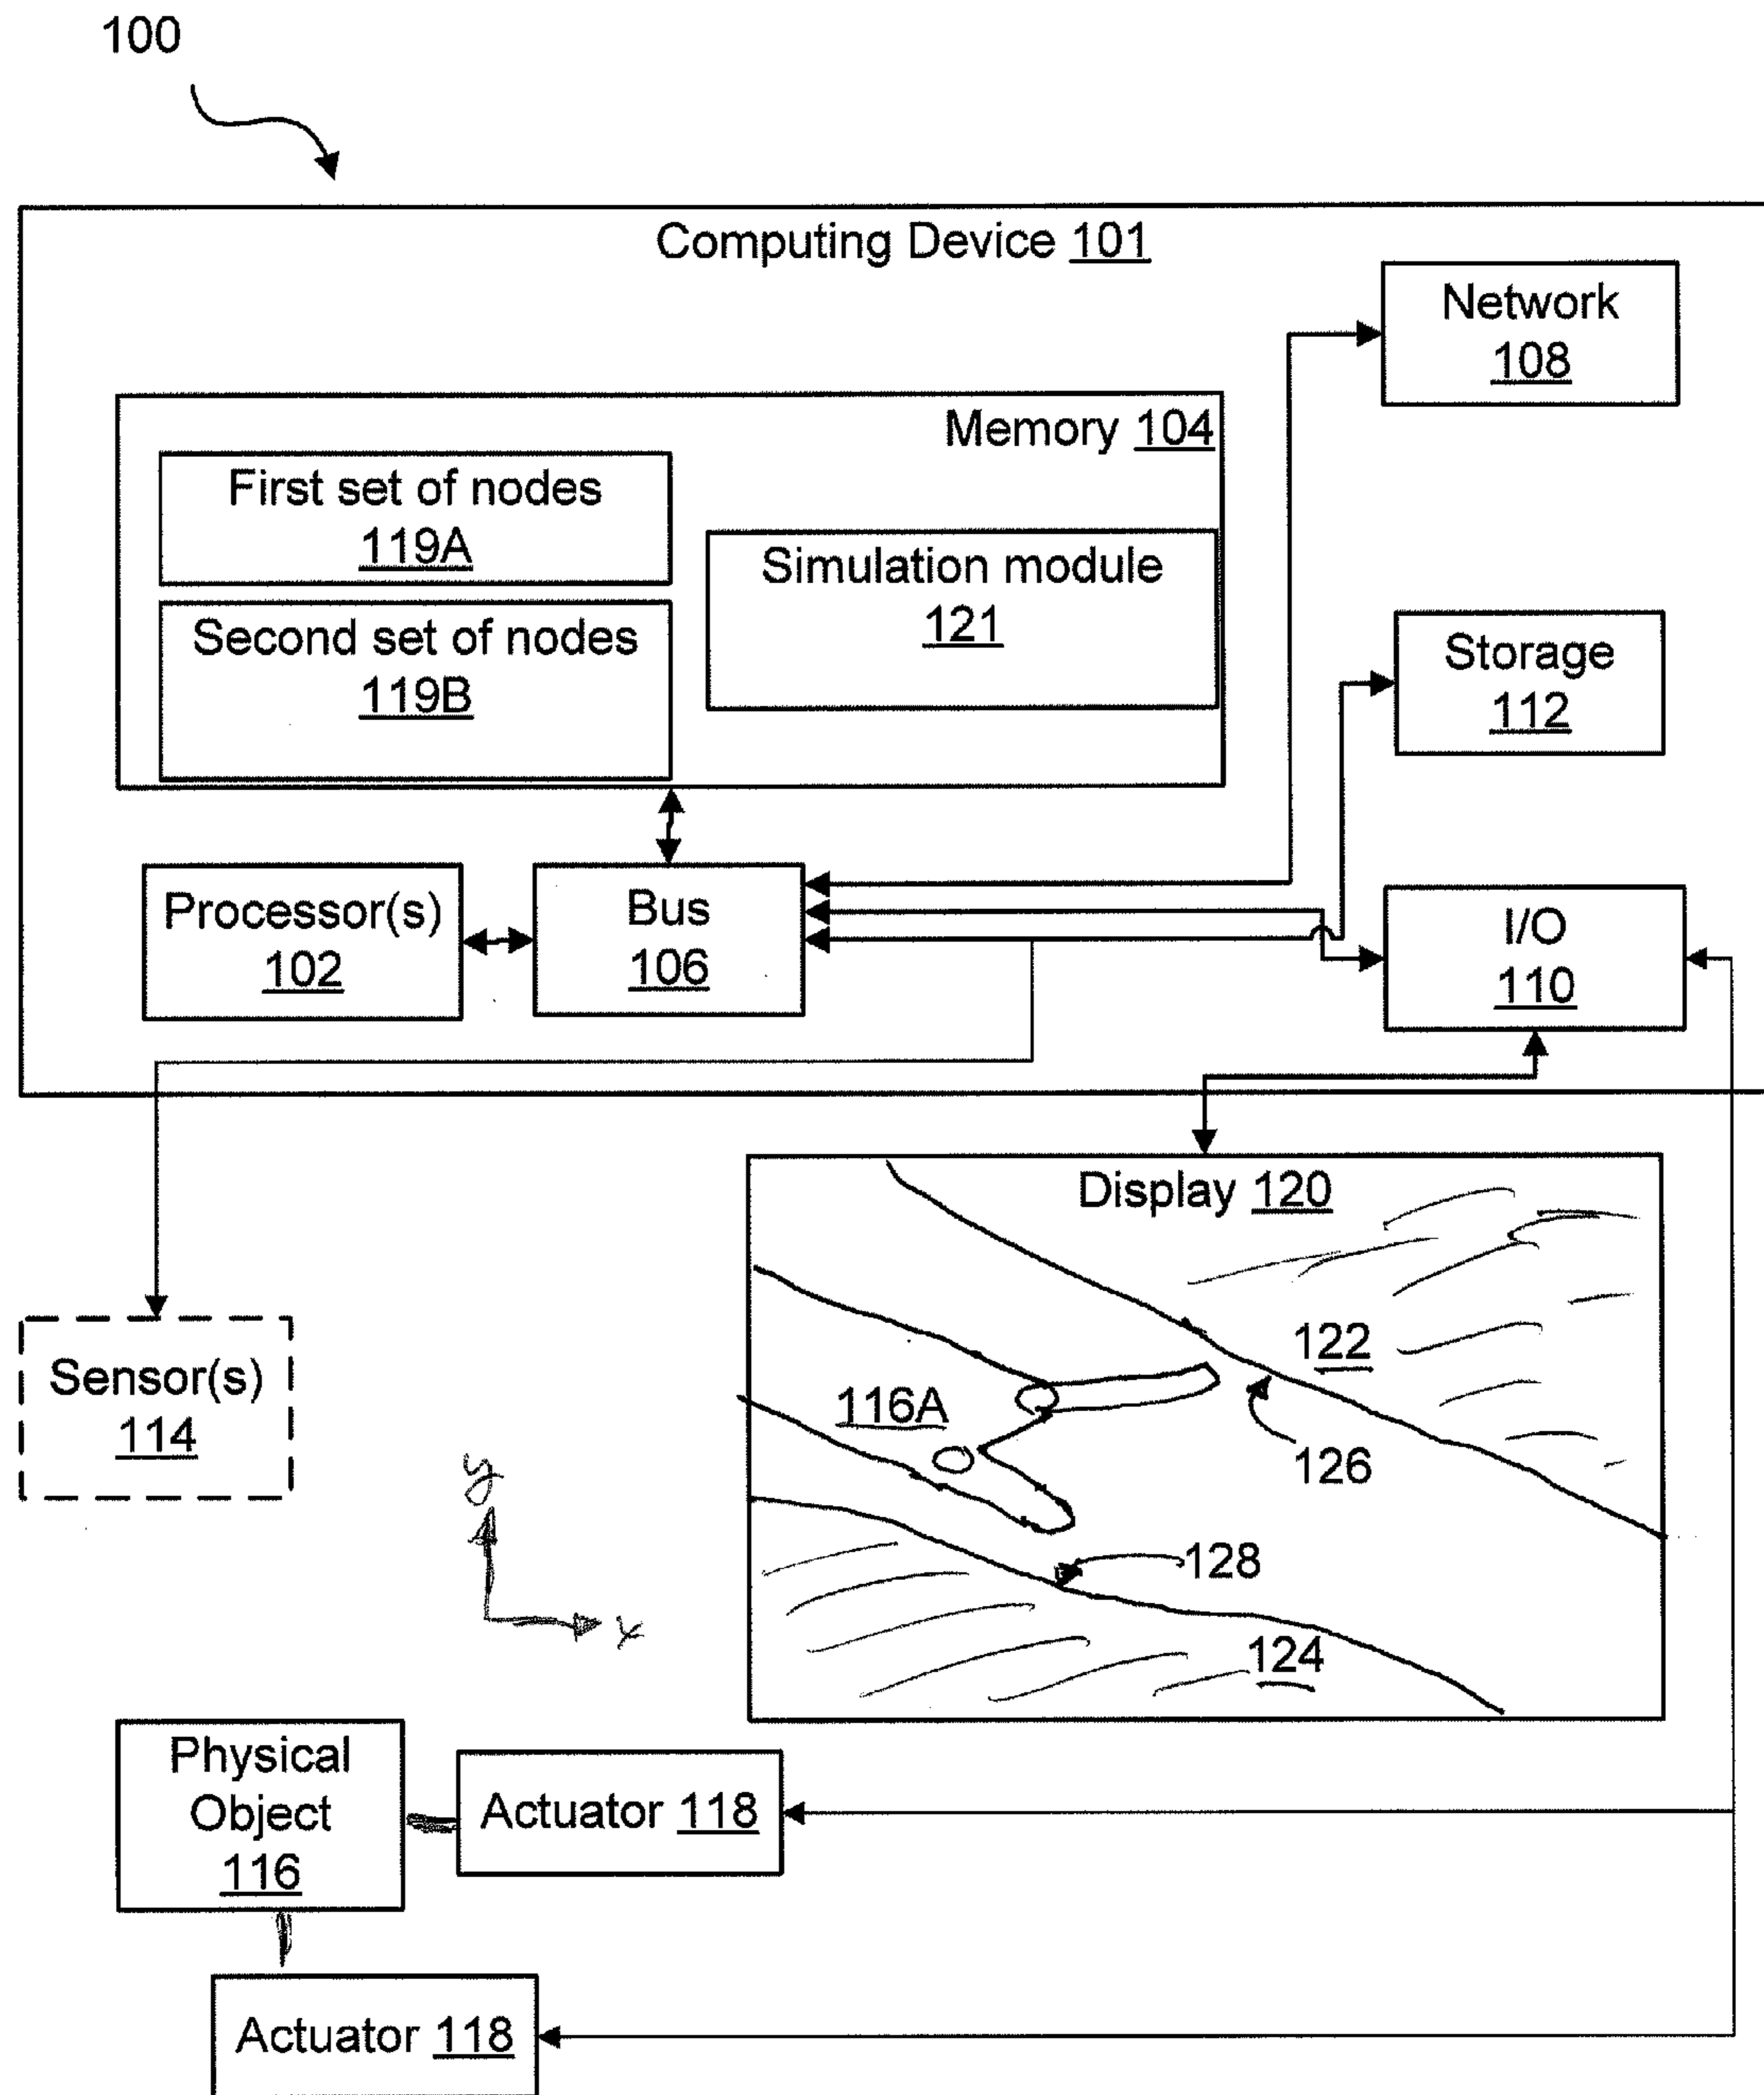 100
Computing Device 101
Network
108
Memory 104
First set of nodes
119A
Simulation module
121
Second set of nodes
119B
Storage
112
Processor(s)
102
Bus
106
I/O
110
Display 120
122
116A
126
Sensor(s)
114
y
128
x
124
Physical
Object
116
Actuator 118
Actuator 118